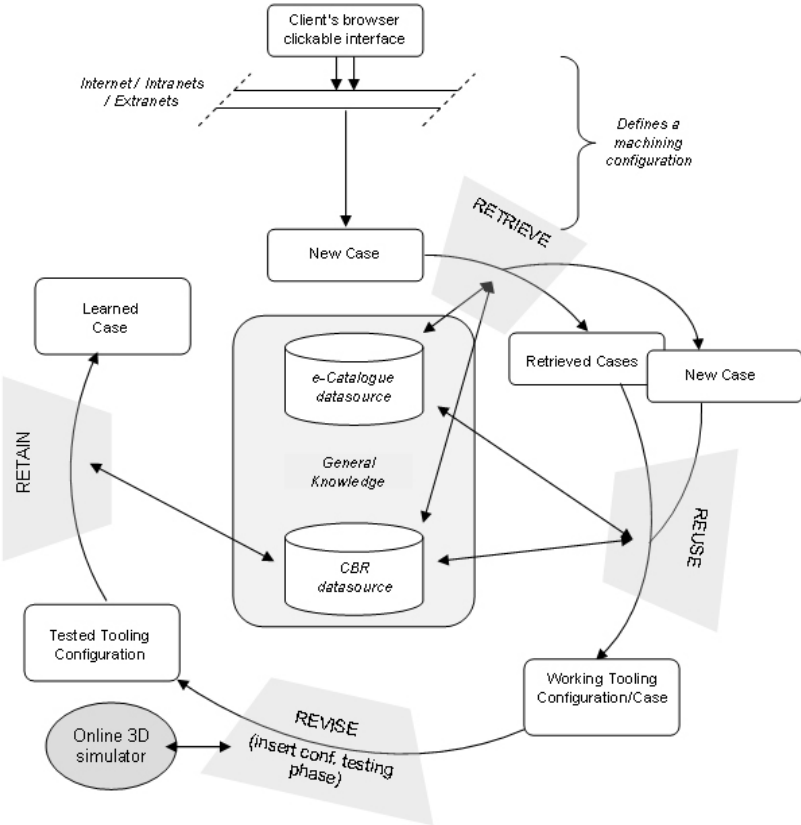 Client's browser
clickable interface
Internet / Intranets
/ Extranets
Defines a
machining
configuration
RETRIEVE
New Case
Learned
Case
Retrieved Cases
New Case
e-Catalogue
datasource
General
Knowledge
RETAIN
REUSE
CBR
datasource
Tested Tooling
Configuration
Working Tooling
Configuration/Case
REVISE
(insert conf. testing
phase)
Online 3D
simulator